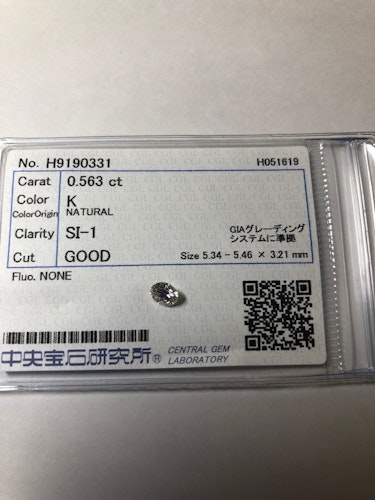 No. H9190331 H051619
Carat 0.563 ct
Color K
ColorOrigin NATURAL
Clarity SI-1 GIAグレーディング
システムに準拠
Cut GOOD Size 5.34 - 5.46 × 3.21 mm
Fluo. NONE
中央宝石研究所® CENTRAL GEM
LABORATORY